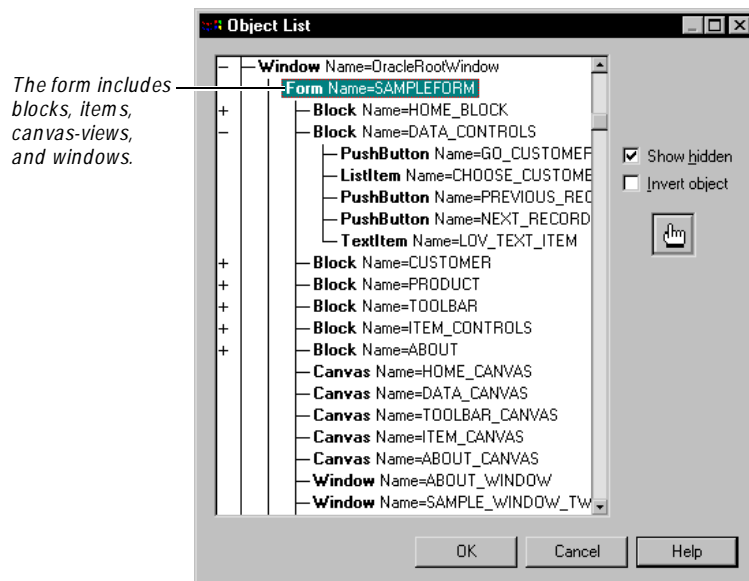 Object List
Window Name=OracleRootWindow
The form includes
blocks, items,
canvas-views,
and windows.
Form Name=SAMPLEFORM
Block Name=HOME_BLOCK
Block Name=DATA_CONTROLS
PushButton Name=GO_CUSTOMER
ListItem Name=CHOOSE_CUSTOME
PushButton Name=PREVIOUS_REC
PushButton Name=NEXT_RECORD
TextItem Name=LOV_TEXT_ITEM
Block Name=CUSTOMER
Block Name=PRODUCT
Block Name=TOOLBAR
Block Name=ITEM_CONTROLS
Block Name=ABOUT
Canvas Name=HOME_CANVAS
Canvas Name=DATA_CANVAS
Canvas Name=TOOLBAR_CANVAS
Canvas Name=ITEM_CANVAS
Canvas Name=ABOUT_CANVAS
Window Name=ABOUT_WINDOW
Window Name=SAMPLE_WINDOW_TW
Show hidden
Invert object
OK
Cancel
Help